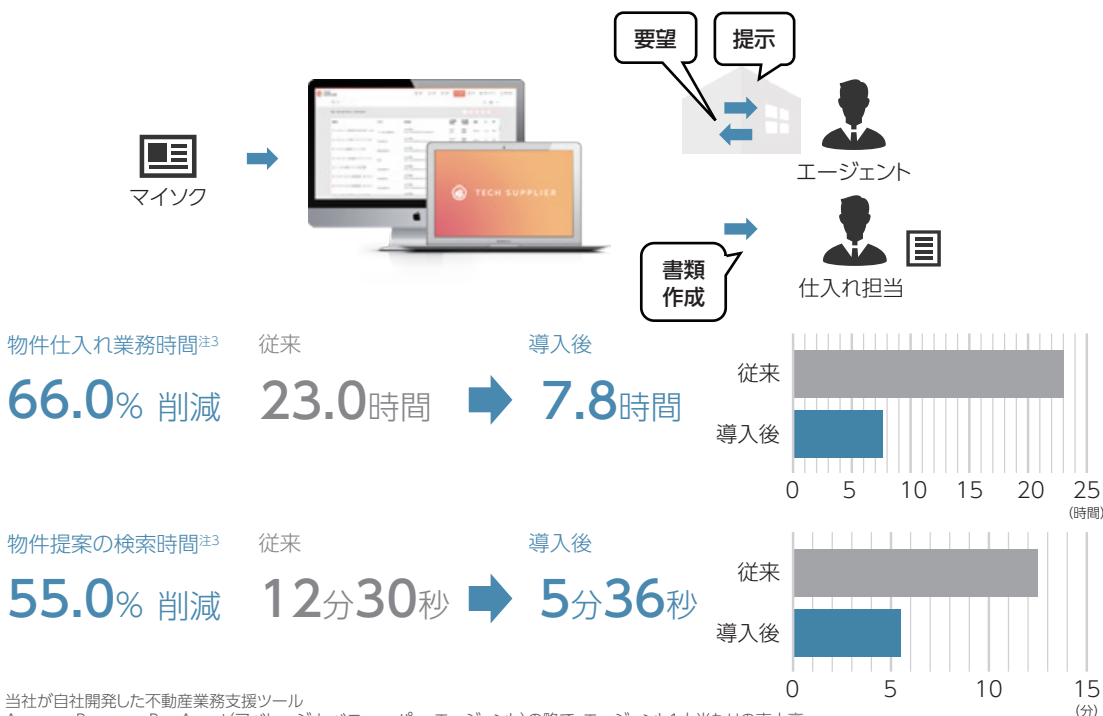 要望
提示
マイソク
TECH SUPPLIER
エージェント
書類
作成
仕入れ担当
物件仕入れ業務時間注3
従来
導入後
66.0% 削減
23.0時間
7.8時間
従来
導入後
0 5 10 15 20 25
(時間)
物件提案の検索時間注3
従来
導入後
55.0% 削減
12分30秒
5分36秒
従来
導入後
0 5 10 15
(分)
当社が自社開発した不動産業務支援ツール